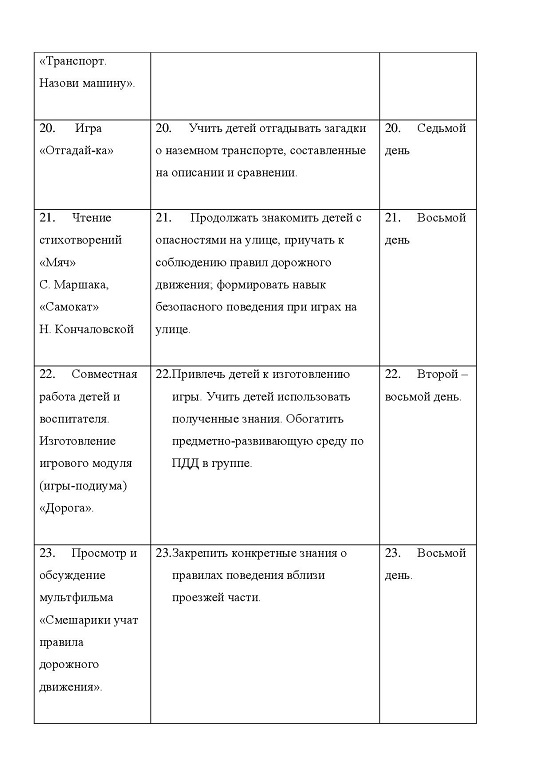 «Транспорт.
Назови машину».
20. Игра
«Отгадай-ка»
20. Учить детей отгадывать загадки
о наземном транспорте, составленные
на описании и сравнении.
20. Седьмой
день
21. Чтение
стихотворений
«Мяч»
С. Маршака,
«Самокат»
Н. Кончаловской
21. Продолжать знакомить детей с
опасностями на улице, приучать к
соблюдению правил дорожного
движения; формировать навык
безопасного поведения при играх на
улице.
21. Восьмой
день
22. Совместная
работа детей и
воспитателя.
Изготовление
игрового модуля
(игры-подиума)
«Дорога».
22.Привлечь детей к изготовлению
игры. Учить детей использовать
полученные знания. Обогатить
предметно-развивающую среду по
ПДД в группе.
22. Второй –
восьмой день.
23. Просмотр и
обсуждение
мультфильма
«Смешарики учат
правила
дорожного
движения».
23.Закрепить конкретные знания о
правилах поведения вблизи
проезжей части.
23. Восьмой
день.